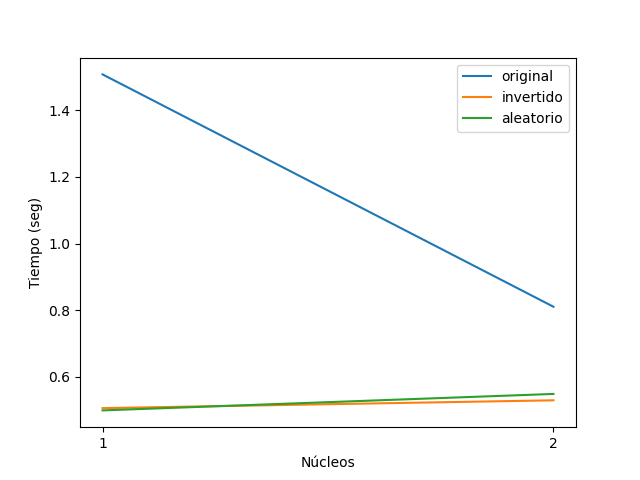 original
invertido
aleatorio
1.4
1.2
1.0
0.8
0.6
Tiempo (seg)
1
2
Núcleos